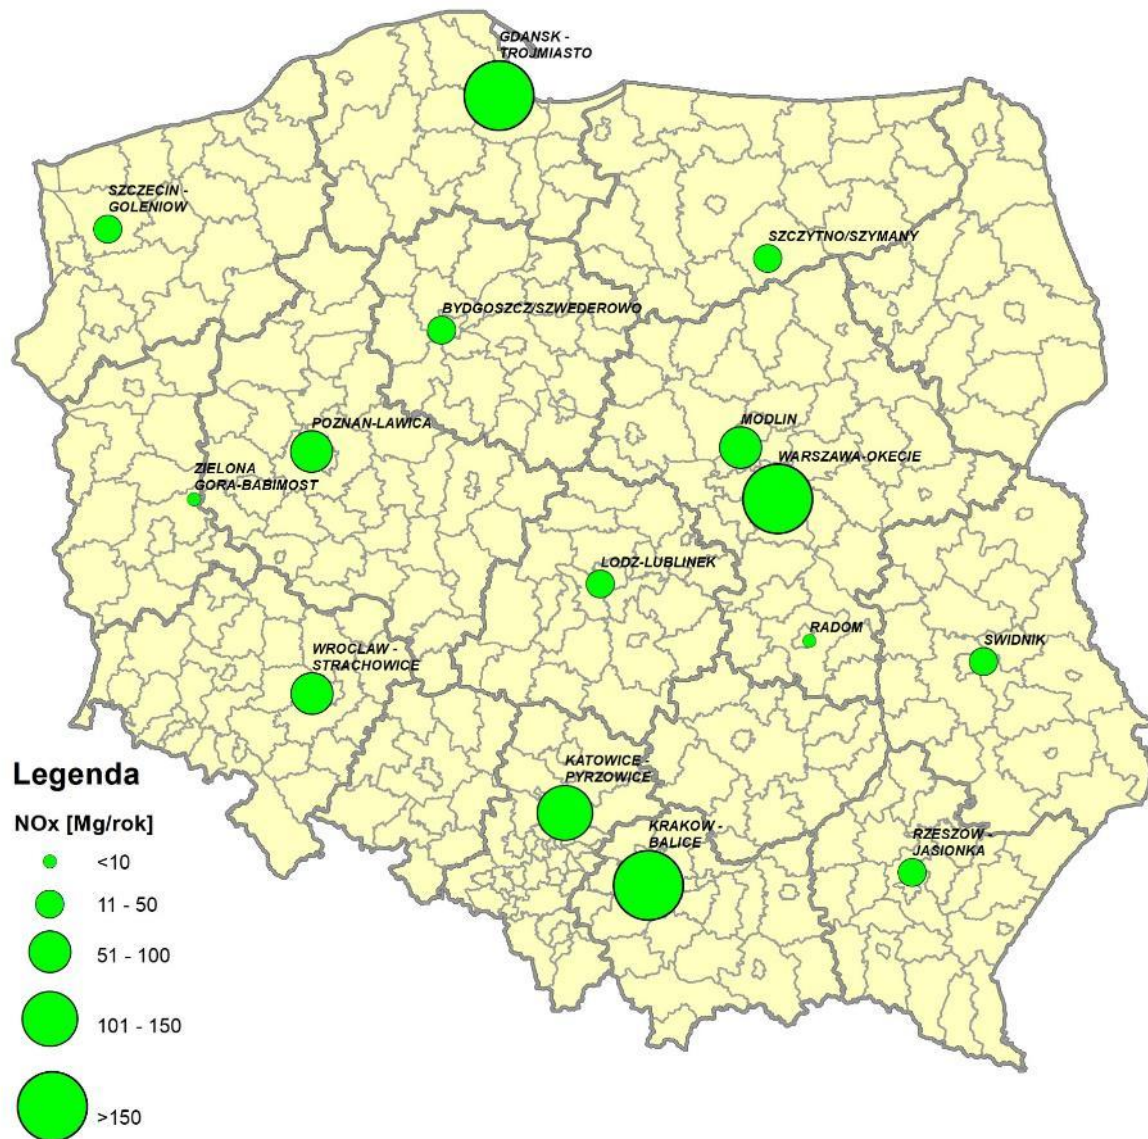 GDANSK -
TROJMIASTO
SZCZECIN -
GOLENIOW
SZCZYTNO/SZYMANY
BYDGOSZCZ/SZWEDEROWO
POZNAN-LAWICA
MODLIN
WARSZAWA-OKECIE
ZIELONA
GORA-BABIMOST
LODZ-LUBLINEK
RADOM
SWIDNIK
WROCLAW -
STRACHOWICE
KATOWICE -
PYRZOWICE
KRAKOW -
BALICE
RZESZOW -
JASIONKA
Legenda
NOx [Mg/rok]
<10
11 - 50
51 - 100
101 - 150
>150